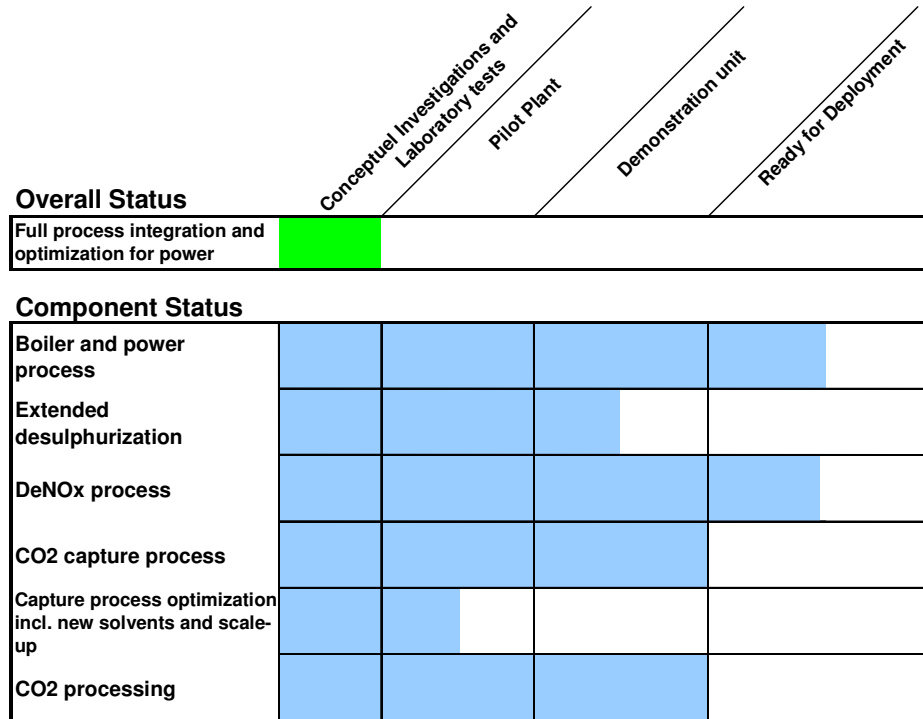 Conceptuel Investigations and
Laboratory tests
Pilot Plant
Demonstration unit
Ready for Deployment
Overall Status
Full process integration and
optimization for power
Component Status
Boiler and power
process
Extended
desulphurization
DeNOx process
CO2 capture process
Capture process optimization
incl. new solvents and scale-
up
CO2 processing